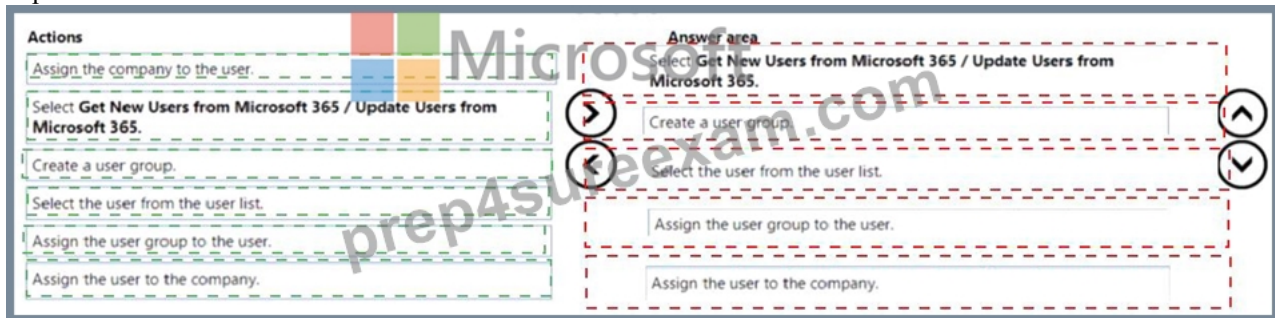 Actions
Assign the company to the user.
Select Get New Users from Microsoft 365 / Update Users from
Microsoft 365.
Create a user group.
Select the user from the user list.
Assign the user group to the user.
Assign the user to the company.
Answer area
Select Get New Users from Microsoft 365 / Update Users from
Microsoft 365.
Create a user group.
Select the user from the user list.
Assign the user group to the user.
Assign the user to the company.
Microsoft
prep4sureexam.com